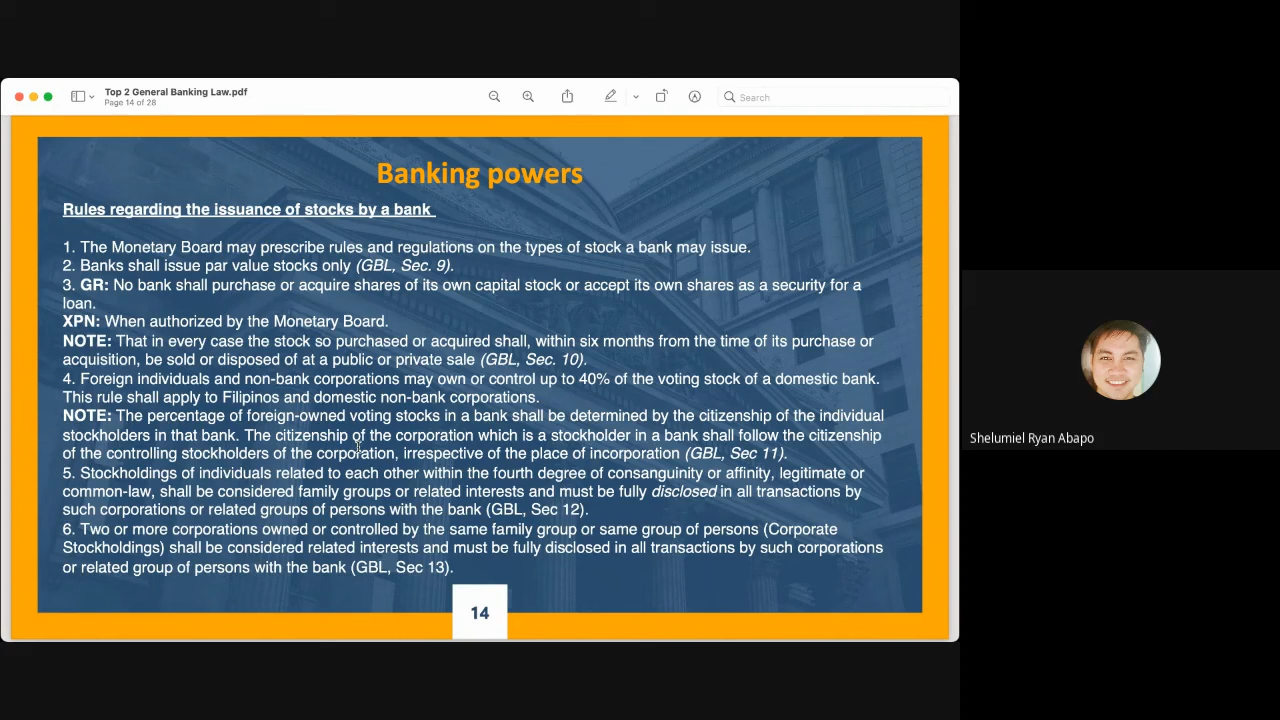 Top 2 General Banking Law.pdf
Page 14 of 28
Search
Banking powers
Rules regarding the issuance of stocks by a bank
1. The Monetary Board may prescribe rules and regulations on the types of stock a bank may issue.
2. Banks shall issue par value stocks only (GBL, Sec. 9).
3. GR: No bank shall purchase or acquire shares of its own capital stock or accept its own shares as a security for a
loan.
XPN: When authorized by the Monetary Board.
NOTE: That in every case the stock so purchased or acquired shall, within six months from the time of its purchase or
acquisition, be sold or disposed of at a public or private sale (GBL, Sec. 10).
4. Foreign individuals and non-bank corporations may own or control up to 40% of the voting stock of a domestic bank.
This rule shall apply to Filipinos and domestic non-bank corporations.
NOTE: The percentage of foreign-owned voting stocks in a bank shall be determined by the citizenship of the individual
stockholders in that bank. The citizenship of the corporation which is a stockholder in a bank shall follow the citizenship
of the controlling stockholders of the corporation, irrespective of the place of incorporation (GBL, Sec 11).
5. Stockholdings of individuals related to each other within the fourth degree of consanguinity or affinity, legitimate or
common-law, shall be considered family groups or related interests and must be fully disclosed in all transactions by
such corporations or related groups of persons with the bank (GBL, Sec 12).
6. Two or more corporations owned or controlled by the same family group or same group of persons (Corporate
Stockholdings) shall be considered related interests and must be fully disclosed in all transactions by such corporations
or related group of persons with the bank (GBL, Sec 13).
14
Shelumiel Ryan Abapo